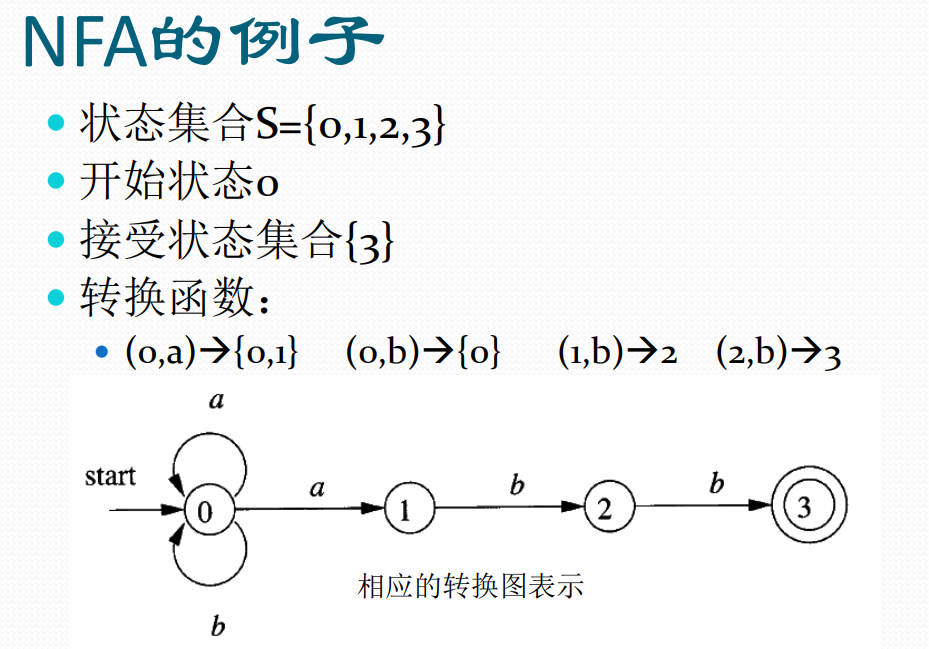 NFA的例子
状态集合S={0,1,2,3}
开始状态0
接受状态集合{3}
转换函数：
(0,a)→{0,1} (0,b)→{0} (1,b)→2 (2,b)→3
a
start
0 a 1 b 2 b 3
相应的转换图表示
b